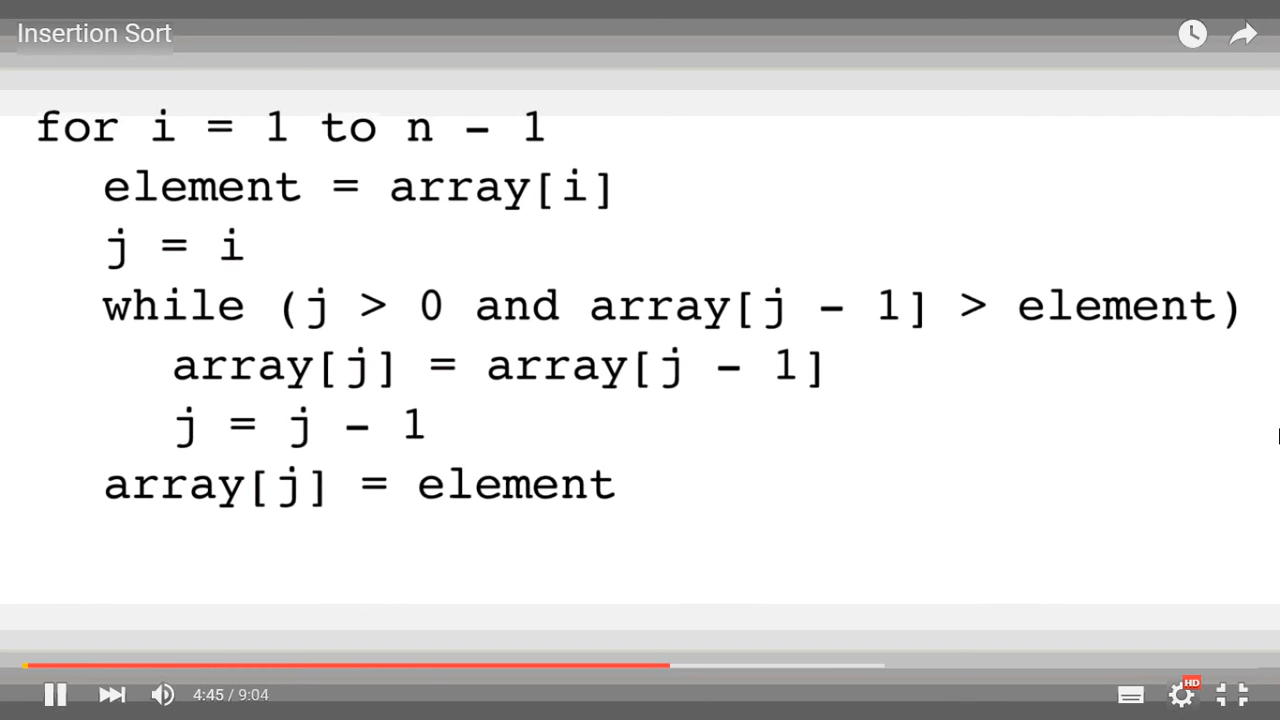 Insertion Sort
for i = 1 to n - 1
element = array[i]
j = i
while (j > 0 and array[j - 1] > element)
array[j] = array[j - 1]
j = j - 1
array[j] = element
4:45 / 9:04
HD